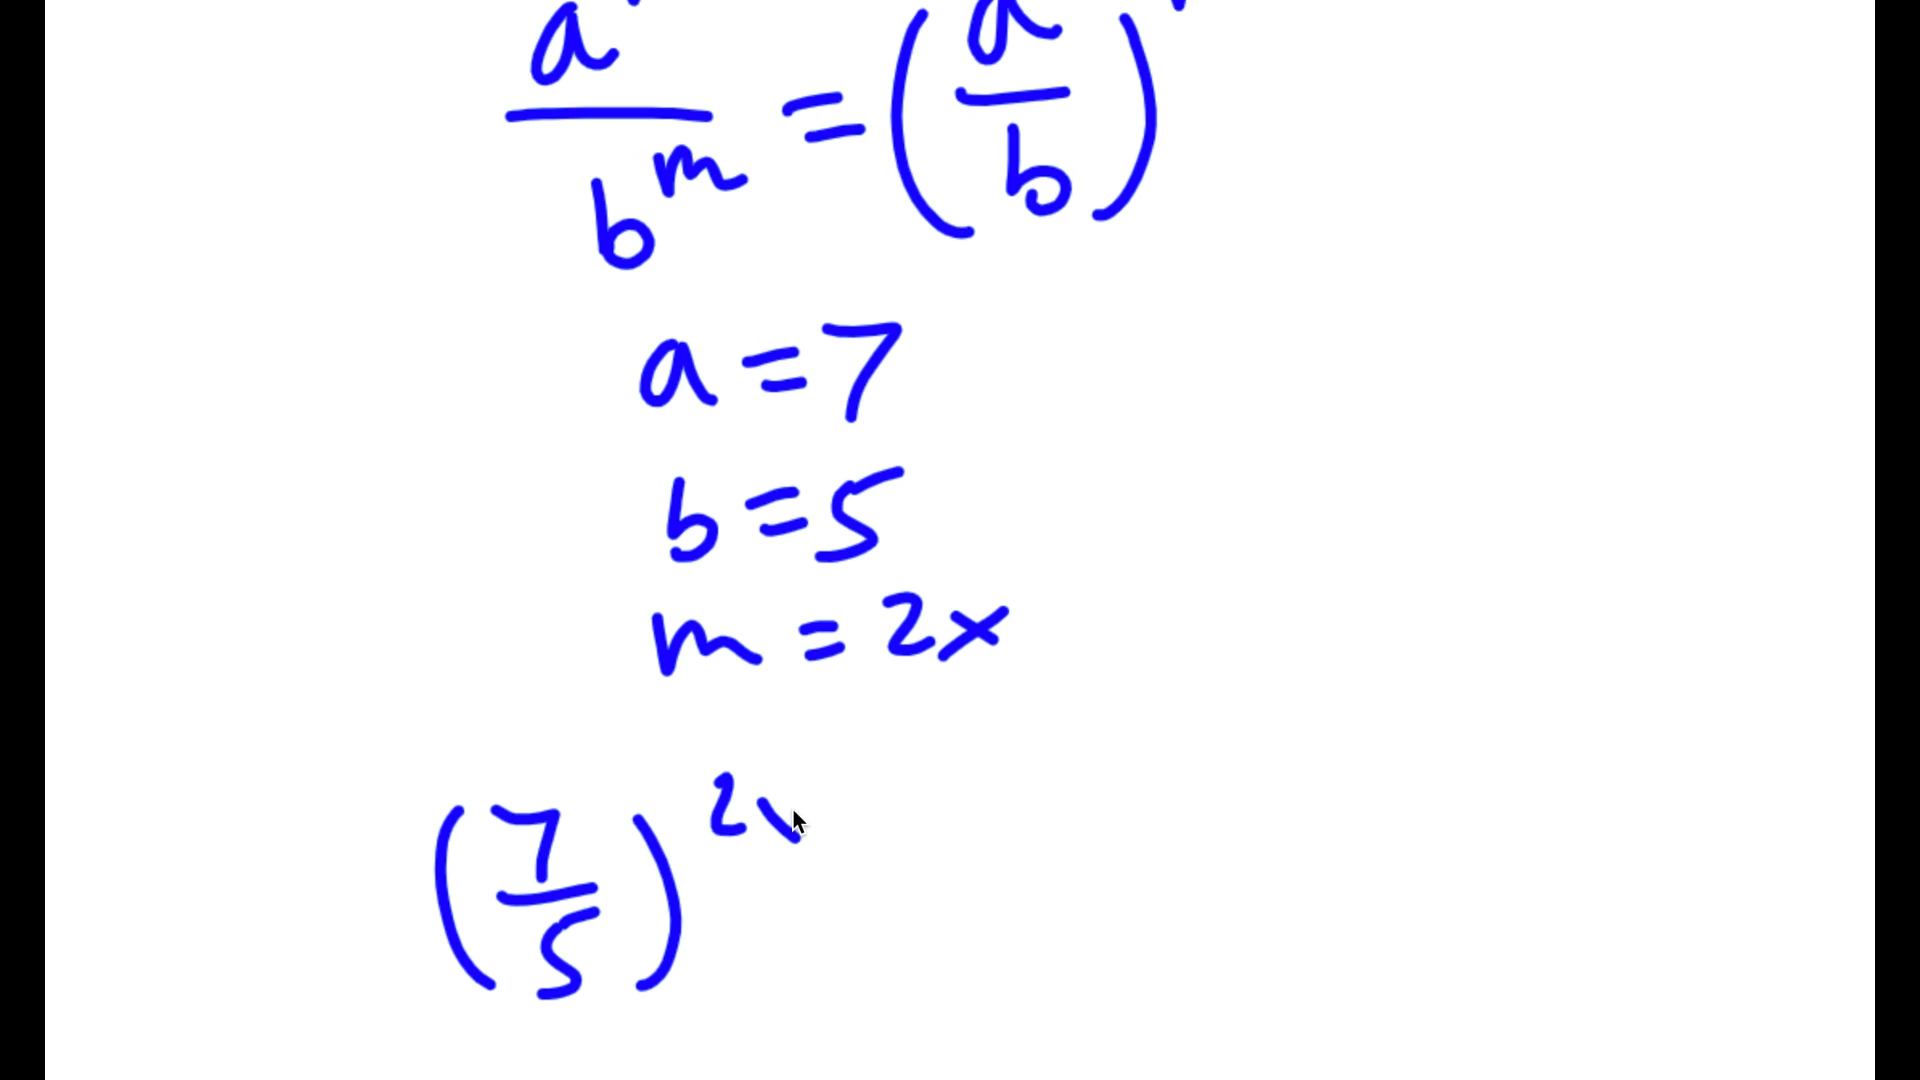 a/b^m = (a/b)
a = 7
b = 5
m = 2x
(7/5)^2